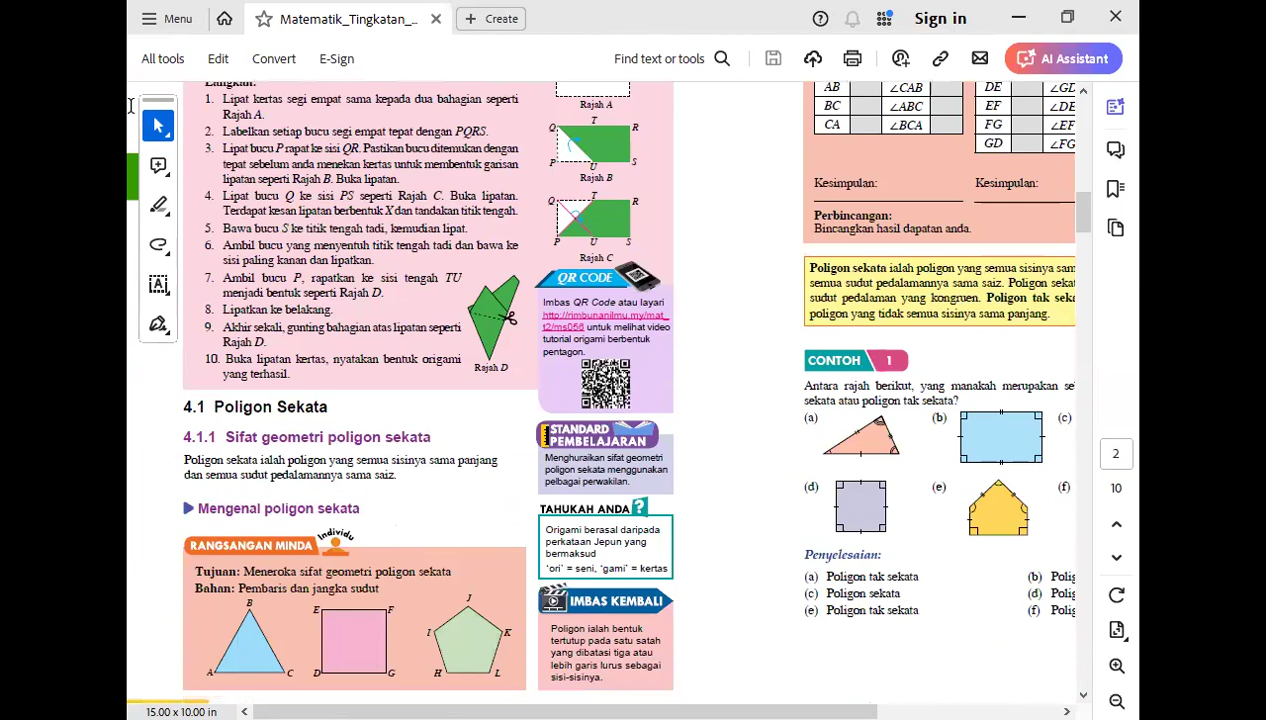 Menu
Matematik_Tingkatan_...
Create
Sign in
All tools
Edit
Convert
E-Sign
Find text or tools
AI Assistant
Langkah:
1. Lipat kertas segi empat sama kepada dua bahagian seperti
Rajah A.
2. Labelkan setiap bucu segi empat tepat dengan PQRS.
3. Lipat bucu P rapat ke sisi QR. Pastikan bucu ditemukan dengan
tepat sebelum anda menekan kertas untuk membentuk garisan
lipatan seperti Rajah B. Buka lipatan.
4. Lipat bucu Q ke sisi PS seperti Rajah C. Buka lipatan.
Terdapat kesan lipatan berbentuk X dan tandakan titik tengah.
5. Bawa bucu S ke titik tengah tadi, kemudian lipat.
6. Ambil bucu yang menyentuh titik tengah tadi dan bawa ke
sisi paling kanan dan lipatkan.
7. Ambil bucu P, rapatkan ke sisi tengah TU
menjadi bentuk seperti Rajah D.
8. Lipatkan ke belakang.
9. Akhir sekali, gunting bahagian atas lipatan seperti
Rajah D.
10. Buka lipatan kertas, nyatakan bentuk origami
yang terhasil.
Rajah A
T
Q R
P U S
Rajah B
Q T R
P U S
Rajah C
Rajah D
QR CODE
Imbas QR Code atau layari
http://rimbunanilmu.my/mat_
t2/ms056 untuk melihat video
tutorial origami berbentuk
pentagon.
4.1 Poligon Sekata
4.1.1 Sifat geometri poligon sekata
Poligon sekata ialah poligon yang semua sisinya sama panjang
dan semua sudut pedalamannya sama saiz.
Mengenal poligon sekata
STANDARD
PEMBELAJARAN
Menghuraikan sifat geometri
poligon sekata menggunakan
pelbagai perwakilan.
TAHUKAH ANDA ?
Origami berasal daripada
perkataan Jepun yang
bermaksud
'ori' = seni, 'gami' = kertas
IMBAS KEMBALI
Poligon ialah bentuk
tertutup pada satu satah
yang dibatasi tiga atau
lebih garis lurus sebagai
sisi-sisinya.
RANGSANGAN MINDA
Individu
Tujuan: Meneroka sifat geometri poligon sekata
Bahan: Pembaris dan jangka sudut
B E F J
I K
A C D G H L
AB ∠CAB DE ∠GD
BC ∠ABC EF ∠DE
CA ∠BCA FG ∠EF
GD ∠FG
Kesimpulan: Kesimpulan:
Perbincangan:
Bincangkan hasil dapatan anda.
Poligon sekata ialah poligon yang semua sisinya sam
semua sudut pedalamannya sama saiz. Poligon sekat
sudut pedalaman yang kongruen. Poligon tak seka
poligon yang tidak semua sisinya sama panjang.
CONTOH 1
Antara rajah berikut, yang manakah merupakan se
sekata atau poligon tak sekata?
(a) (b) (c)
(d) (e) (f)
Penyelesaian:
(a) Poligon tak sekata (b) Polig
(c) Poligon sekata (d) Polig
(e) Poligon tak sekata (f) Polig
2
10
15.00 x 10.00 in